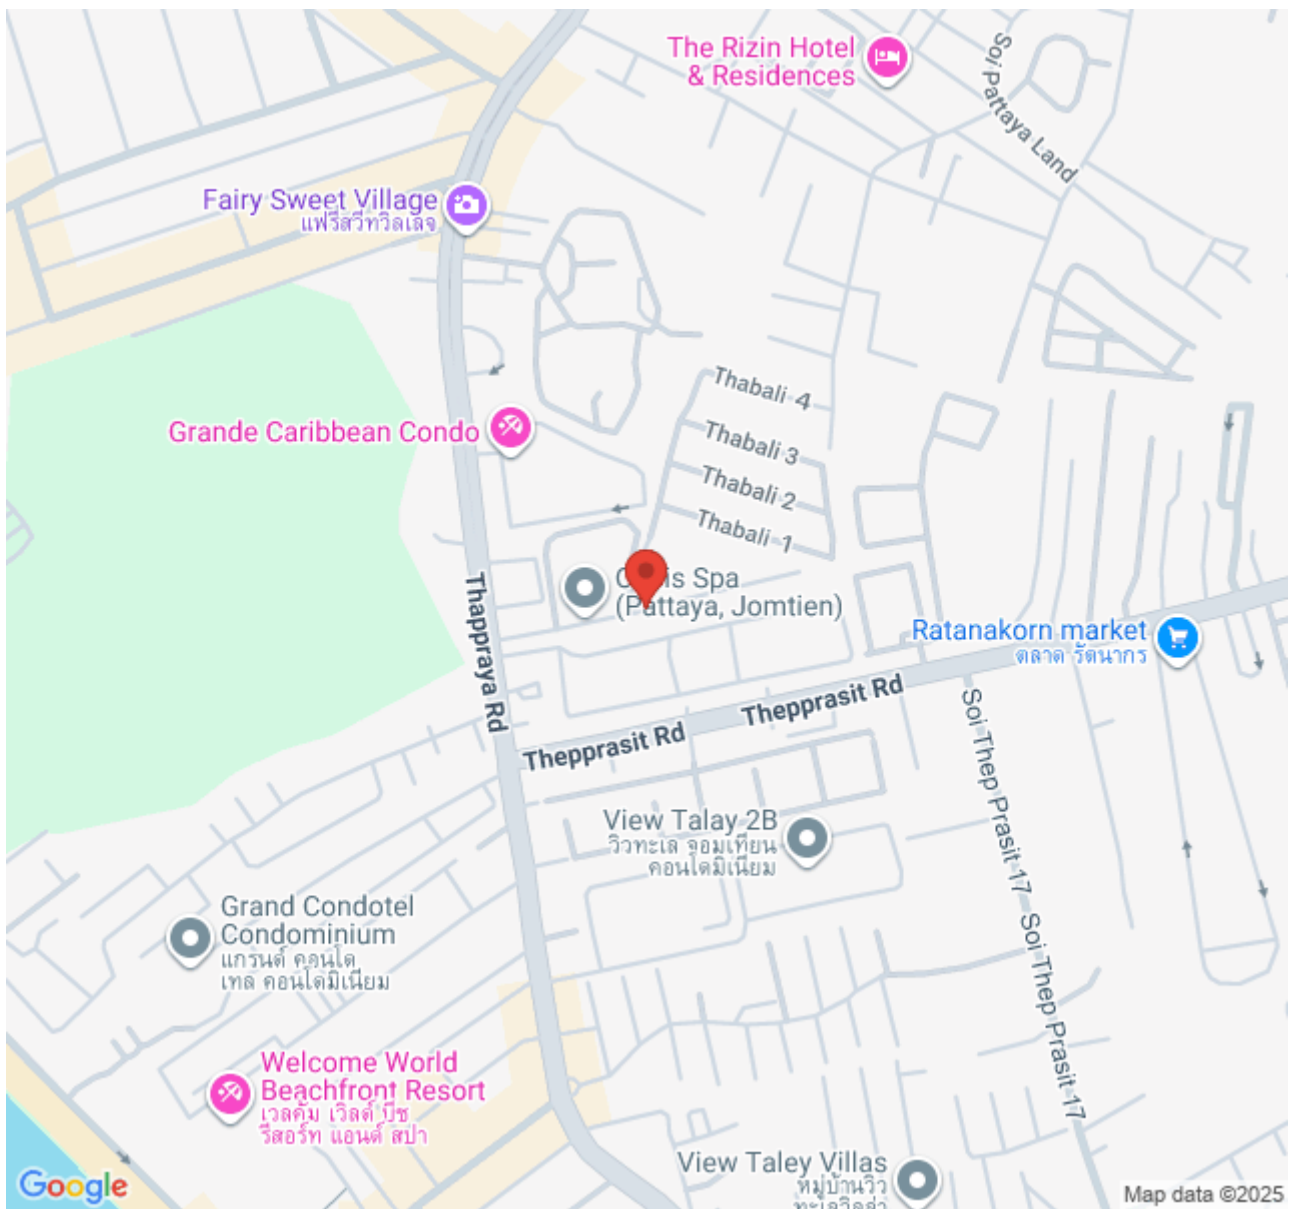 The Rizin Hotel
& Residences
Soi Pattaya Land
Fairy Sweet Village
แฟรีสวีทวิลเลจ
Thabali 4
Grande Caribbean Condo
Thabali 3
Thabali 2
Thabali 1
Spa
(Pattaya, Jomtien)
Thappraya Rd
Ratanakorn market
ตลาด รัตนากร
Thepprasit Rd
Thepprasit Rd
Soi Thep Prasit 17
View Talay 2B
วิวทะเล จอมเทียน
คอนโดมิเนียม
Grand Condotel
Condominium
แกรนด์ คอนโด
เทล คอนโดมิเนียม
Soi Thep Prasit 17
Welcome World
Beachfront Resort
เวลคัม เวิลด์ บีช
รีสอร์ท แอนด์ สปา
View Taley Villas
หมู่บ้านวิว
ทะเลวิลล่า
Google
Map data ©2025